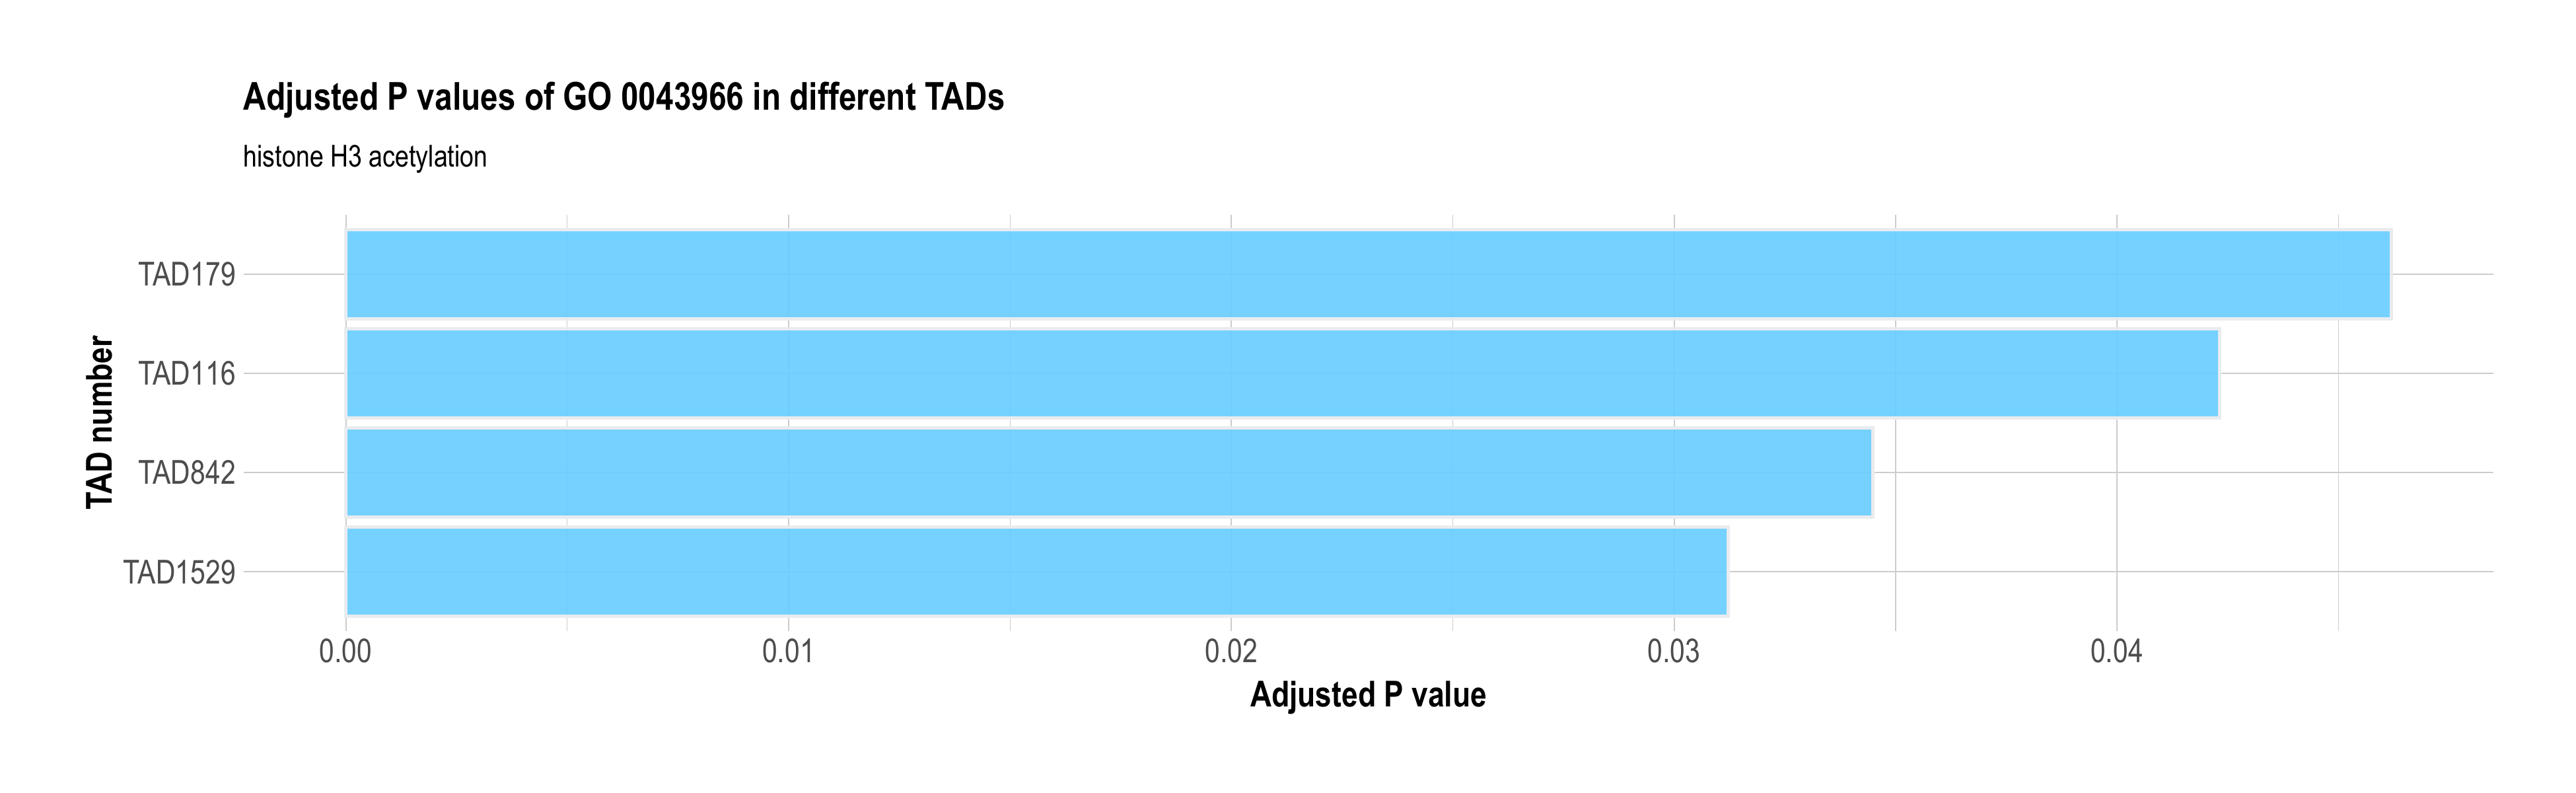 Adjusted P values of GO 0043966 in different TADs
histone H3 acetylation
TAD number
TAD179
TAD116
TAD842
TAD1529
0.00 0.01 0.02 0.03 0.04
Adjusted P value